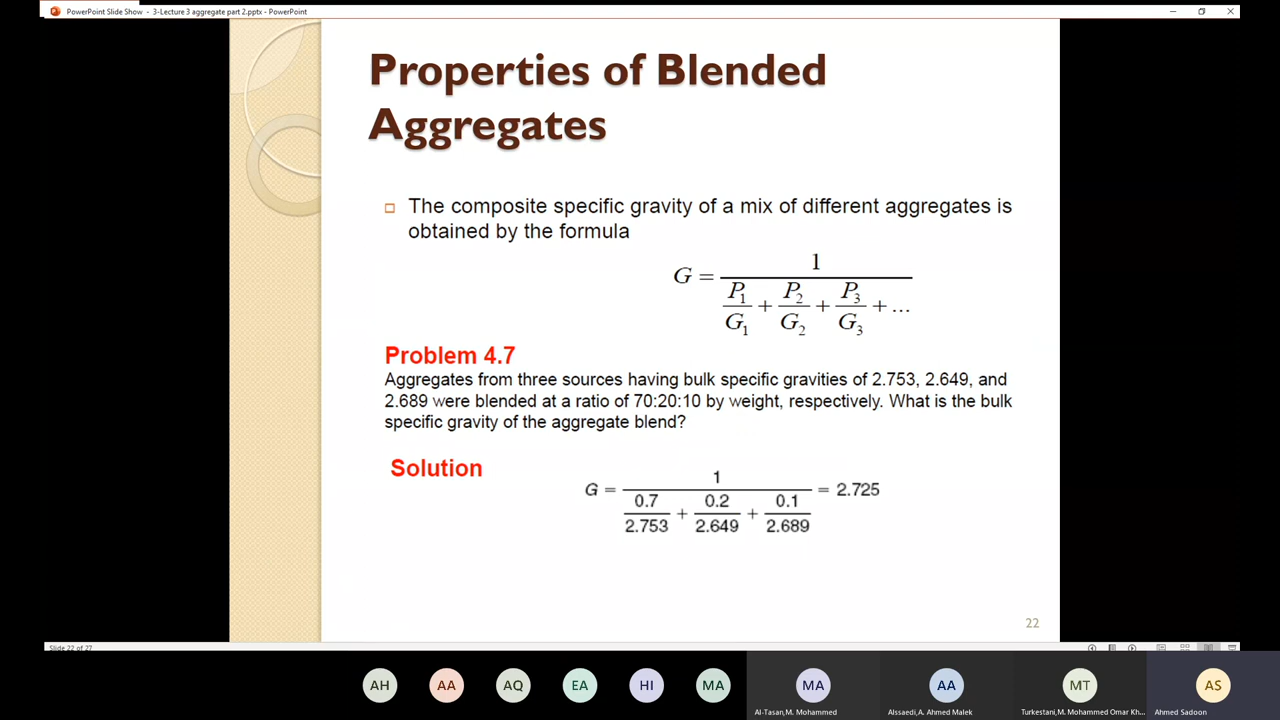 PowerPoint Slide Show - 3-Lecture 3 aggregate part 2.pptx - PowerPoint
Properties of Blended
Aggregates
The composite specific gravity of a mix of different aggregates is
obtained by the formula
G = 1 / (P1/G1 + P2/G2 + P3/G3 + ...)
Problem 4.7
Aggregates from three sources having bulk specific gravities of 2.753, 2.649, and
2.689 were blended at a ratio of 70:20:10 by weight, respectively. What is the bulk
specific gravity of the aggregate blend?
Solution
G = 1 / (0.7/2.753 + 0.2/2.649 + 0.1/2.689) = 2.725
22
Slide 22 of 27
AH AA AQ EA HI MA MA AA MT AS
Al-Tasan,M. Mohammed Alssaedi,A. Ahmed Malek Turkestani,M. Mohammed Omar Kh... Ahmed Sadoon